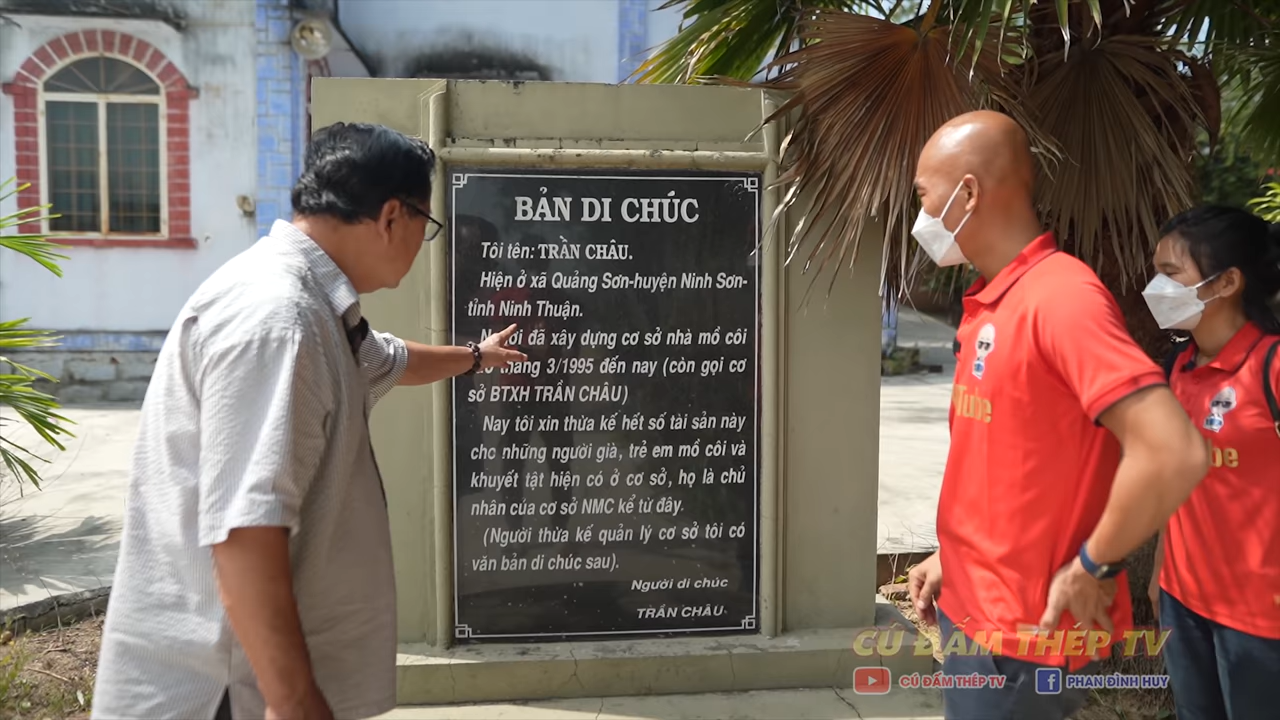 BẢN DI CHÚC
Tôi tên: TRẦN CHÂU.
Hiện ở xã Quảng Sơn-huyện Ninh Sơn-
tỉnh Ninh Thuận.
đã xây dựng cơ sở nhà mồ côi
tháng 3/1995 đến nay (còn gọi cơ
sở BTXH TRẦN CHÂU)
Nay tôi xin thừa kế hết số tài sản này
cho những người già, trẻ em mồ côi và
khuyết tật hiện có ở cơ sở, họ là chủ
nhân của cơ sở NMC kể từ đây.
(Người thừa kế quản lý cơ sở tôi có
văn bản di chúc sau).
Người di chúc
TRẦN CHÂU
Tube
be
CÚ ĐẤM THÉP TV
CÚ ĐẤM THÉP TV
PHAN ĐÌNH HUY